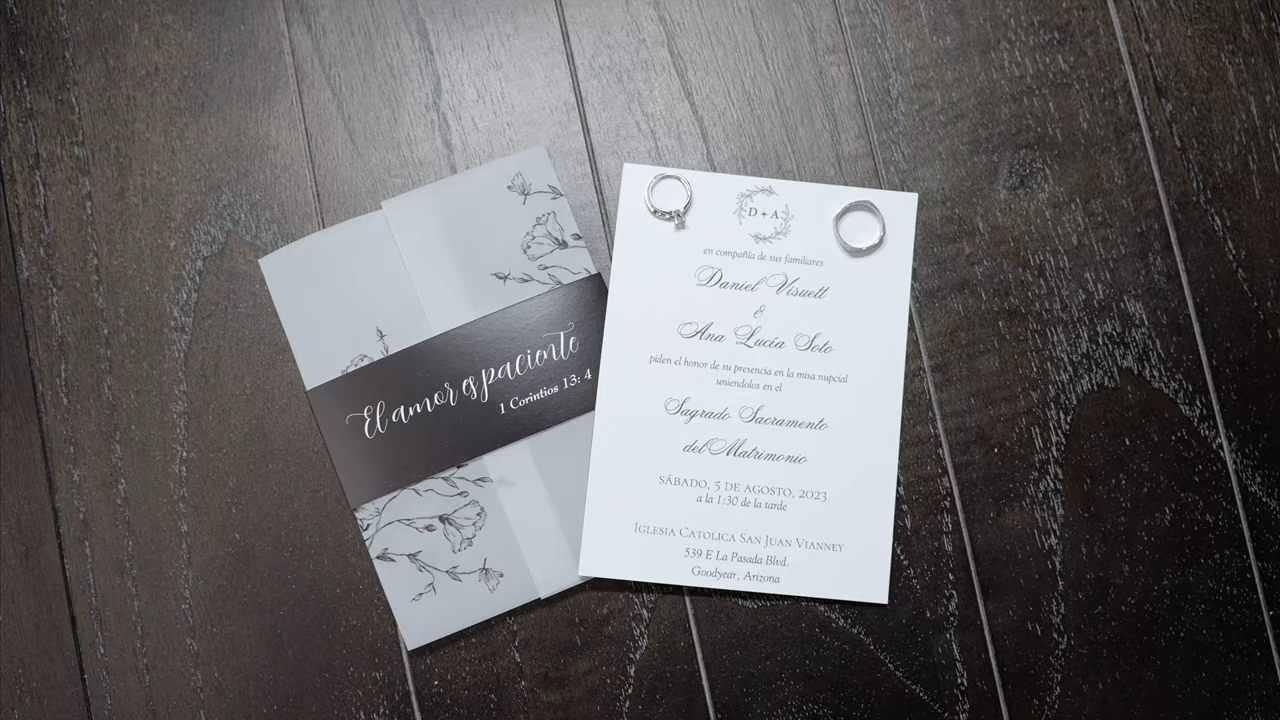 El amor es paciente
1 Corintios 13: 4
D + A
en compañía de sus familiares
Daniel Visuett
&
Ana Lucía Soto
piden el honor de su presencia en la misa nupcial
uniendolos en el
Sagrado Sacramento
del Matrimonio
SÁBADO, 5 DE AGOSTO, 2023
a la 1:30 de la tarde
IGLESIA CATOLICA SAN JUAN VIANNEY
539 E La Pasada Blvd.
Goodyear, Arizona